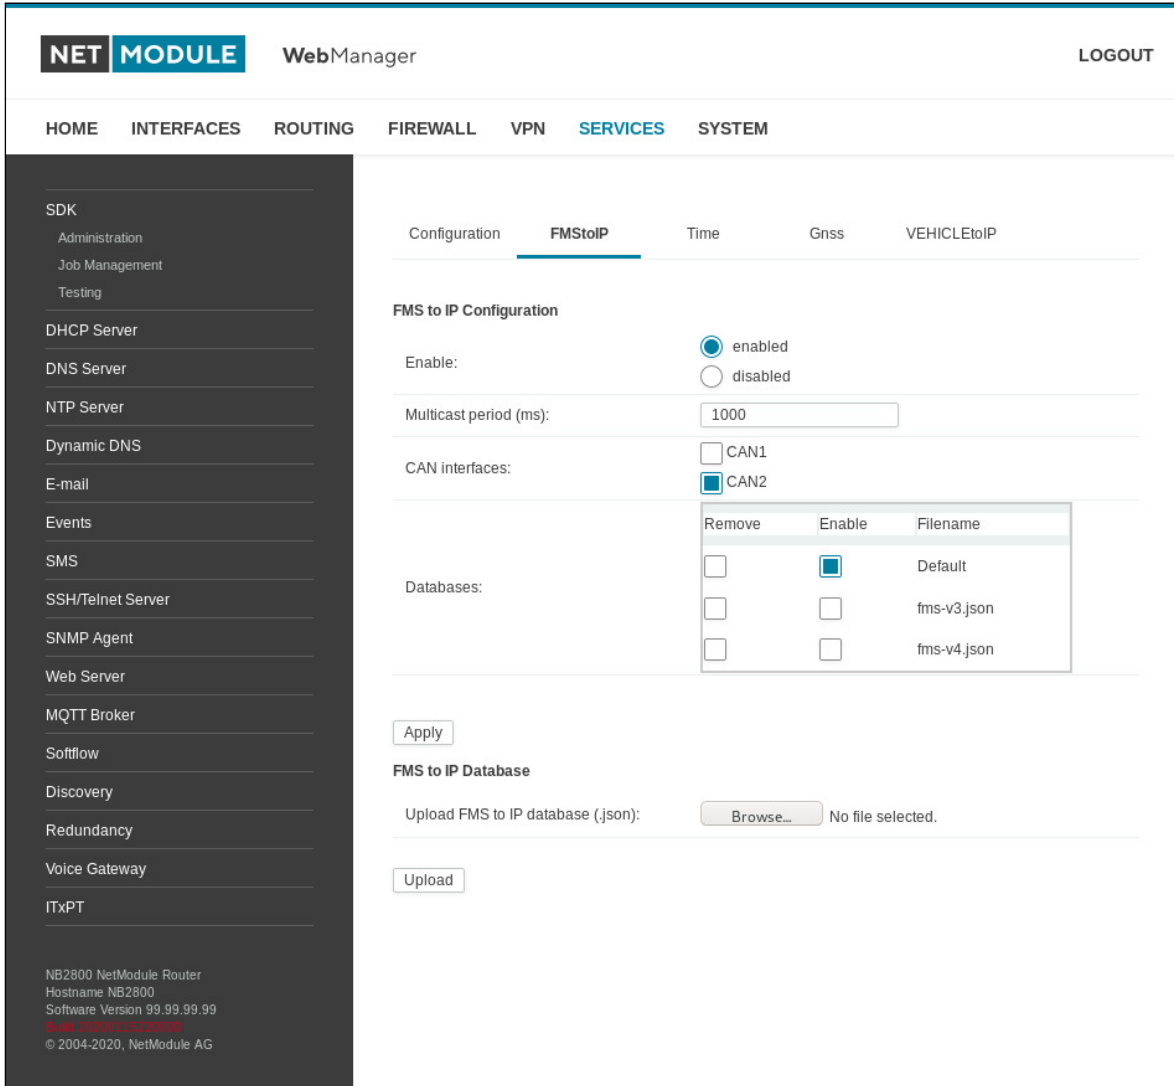 NET MODULE WebManager LOGOUT
HOME INTERFACES ROUTING FIREWALL VPN SERVICES SYSTEM
SDK
Administration
Job Management
Testing
DHCP Server
DNS Server
NTP Server
Dynamic DNS
E-mail
Events
SMS
SSH/Telnet Server
SNMP Agent
Web Server
MQTT Broker
Softflow
Discovery
Redundancy
Voice Gateway
ITxPT
NB2800 NetModule Router
Hostname NB2800
Software Version 99.99.99.99
Build
© 2004-2020, NetModule AG
Configuration FMStoIP Time Gnss VEHICLEtoIP
FMS to IP Configuration
Enable:
enabled
disabled
Multicast period (ms): 1000
CAN interfaces:
CAN1
CAN2
Databases:
Remove Enable Filename
Default
fms-v3.json
fms-v4.json
Apply
FMS to IP Database
Upload FMS to IP database (.json): Browse... No file selected.
Upload